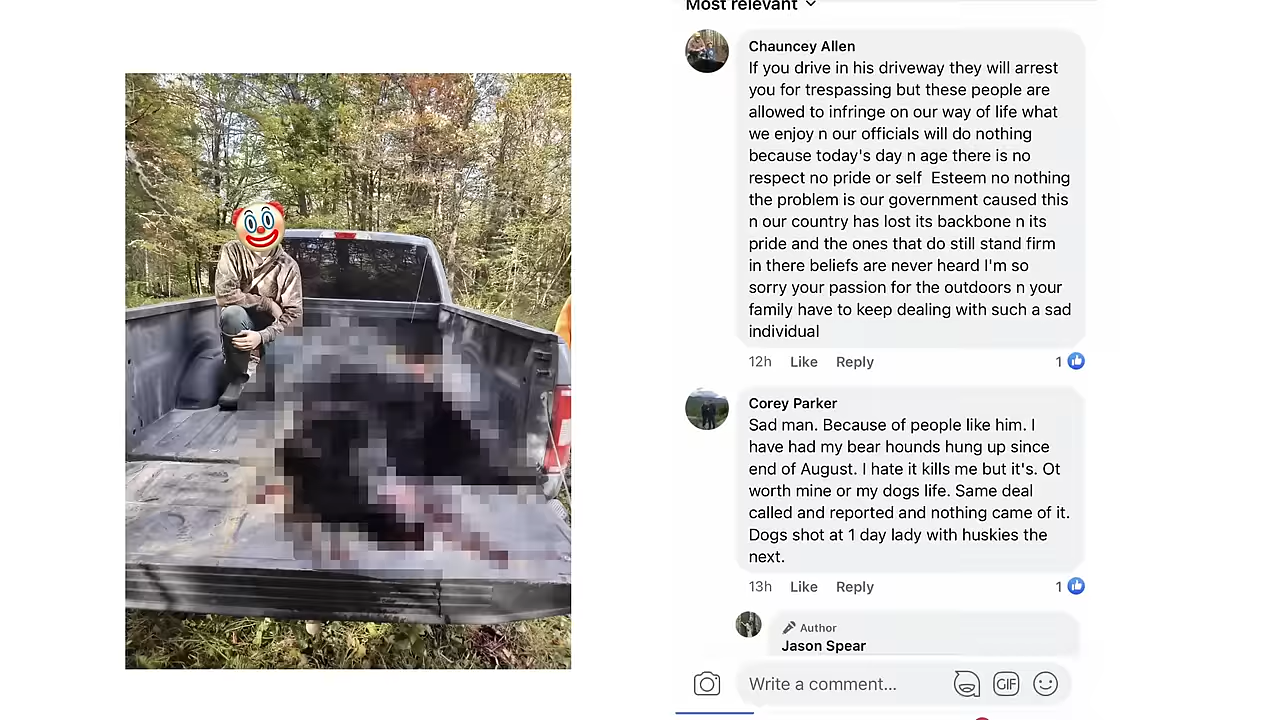 Most relevant
Chauncey Allen
If you drive in his driveway they will arrest
you for trespassing but these people are
allowed to infringe on our way of life what
we enjoy n our officials will do nothing
because today's day n age there is no
respect no pride or self  Esteem no nothing
the problem is our government caused this
n our country has lost its backbone n its
pride and the ones that do still stand firm
in there beliefs are never heard I'm so
sorry your passion for the outdoors n your
family have to keep dealing with such a sad
individual
12h Like Reply 1
Corey Parker
Sad man. Because of people like him. I
have had my bear hounds hung up since
end of August. I hate it kills me but it's. Ot
worth mine or my dogs life. Same deal
called and reported and nothing came of it.
Dogs shot at 1 day lady with huskies the
next.
13h Like Reply 1
Author
Jason Spear
Write a comment...
GIF